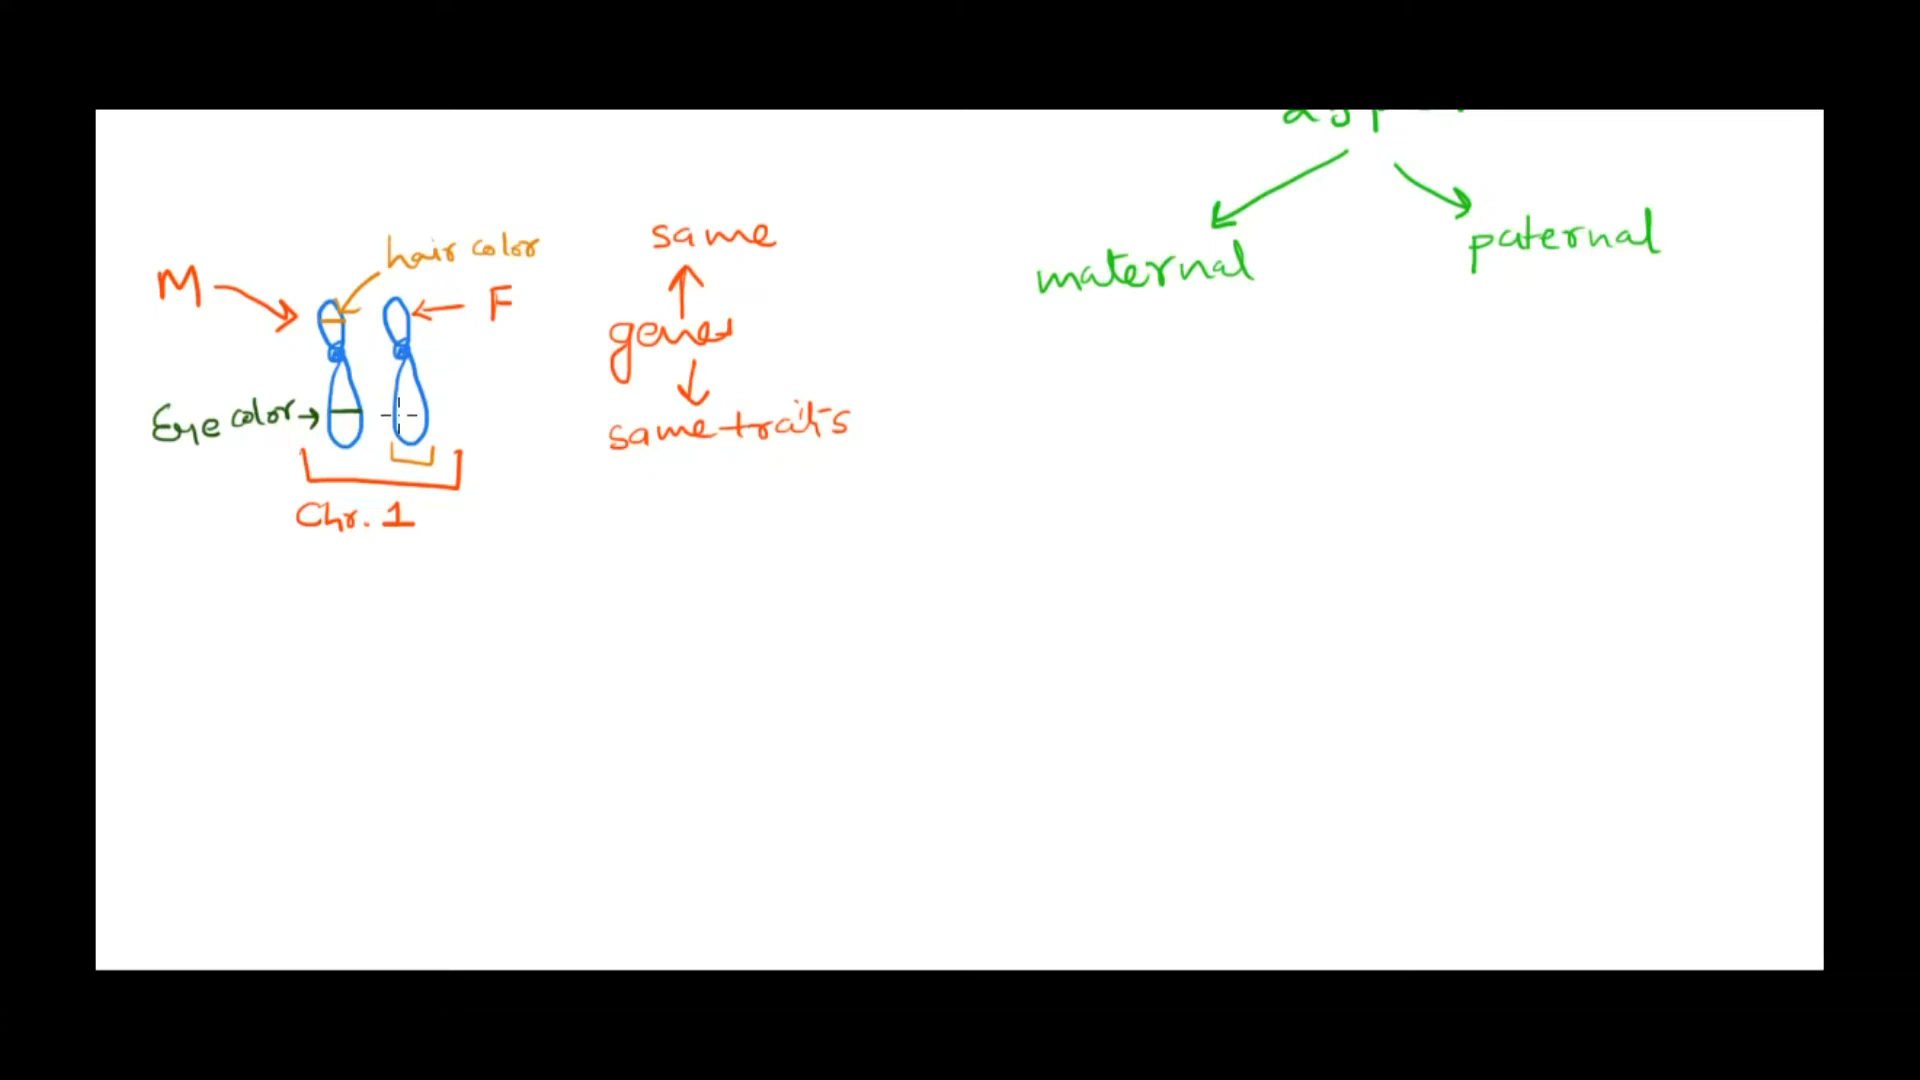 maternal
paternal
hair color
M
F
Eye color
Chr. 1
same
genes
same traits